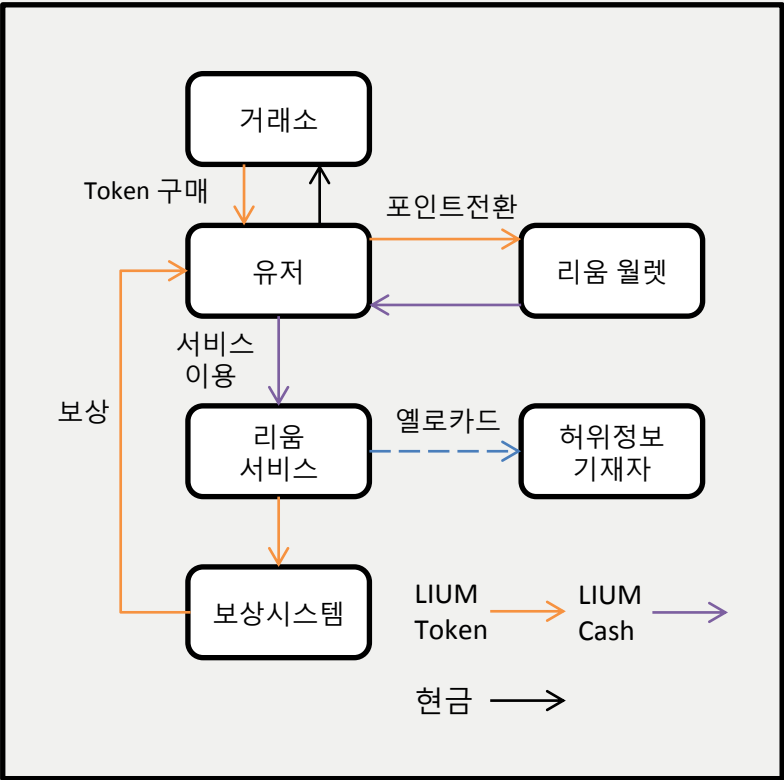 거래소
Token 구매
포인트전환
유저
리움 월렛
서비스
이용
보상
리움
서비스
옐로카드
허위정보
기재자
보상시스템
LIUM
Token
LIUM
Cash
현금